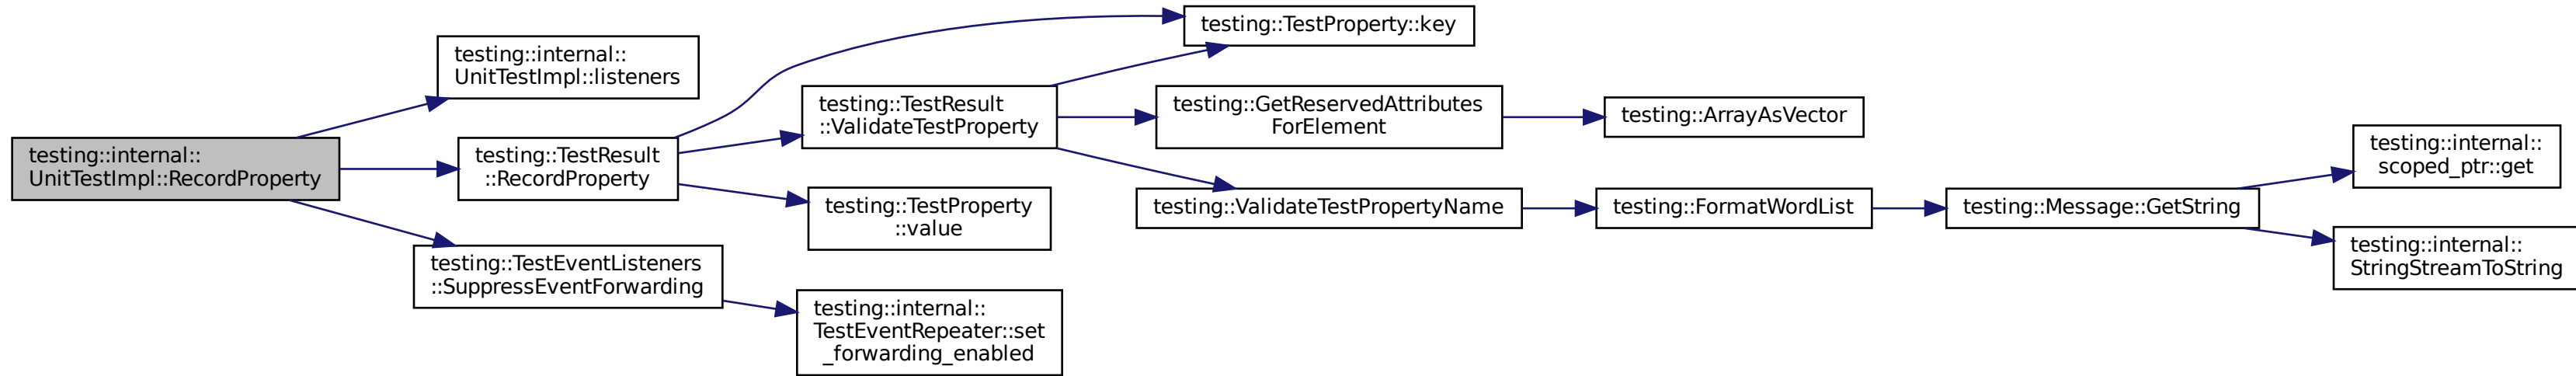 testing::internal::
UnitTestImpl::RecordProperty
testing::internal::
UnitTestImpl::listeners
testing::TestResult
::RecordProperty
testing::TestEventListeners
::SuppressEventForwarding
testing::TestProperty::key
testing::TestResult
::ValidateTestProperty
testing::TestProperty
::value
testing::internal::
TestEventRepeater::set
_forwarding_enabled
testing::GetReservedAttributes
ForElement
testing::ValidateTestPropertyName
testing::ArrayAsVector
testing::FormatWordList
testing::Message::GetString
testing::internal::
scoped_ptr::get
testing::internal::
StringStreamToString